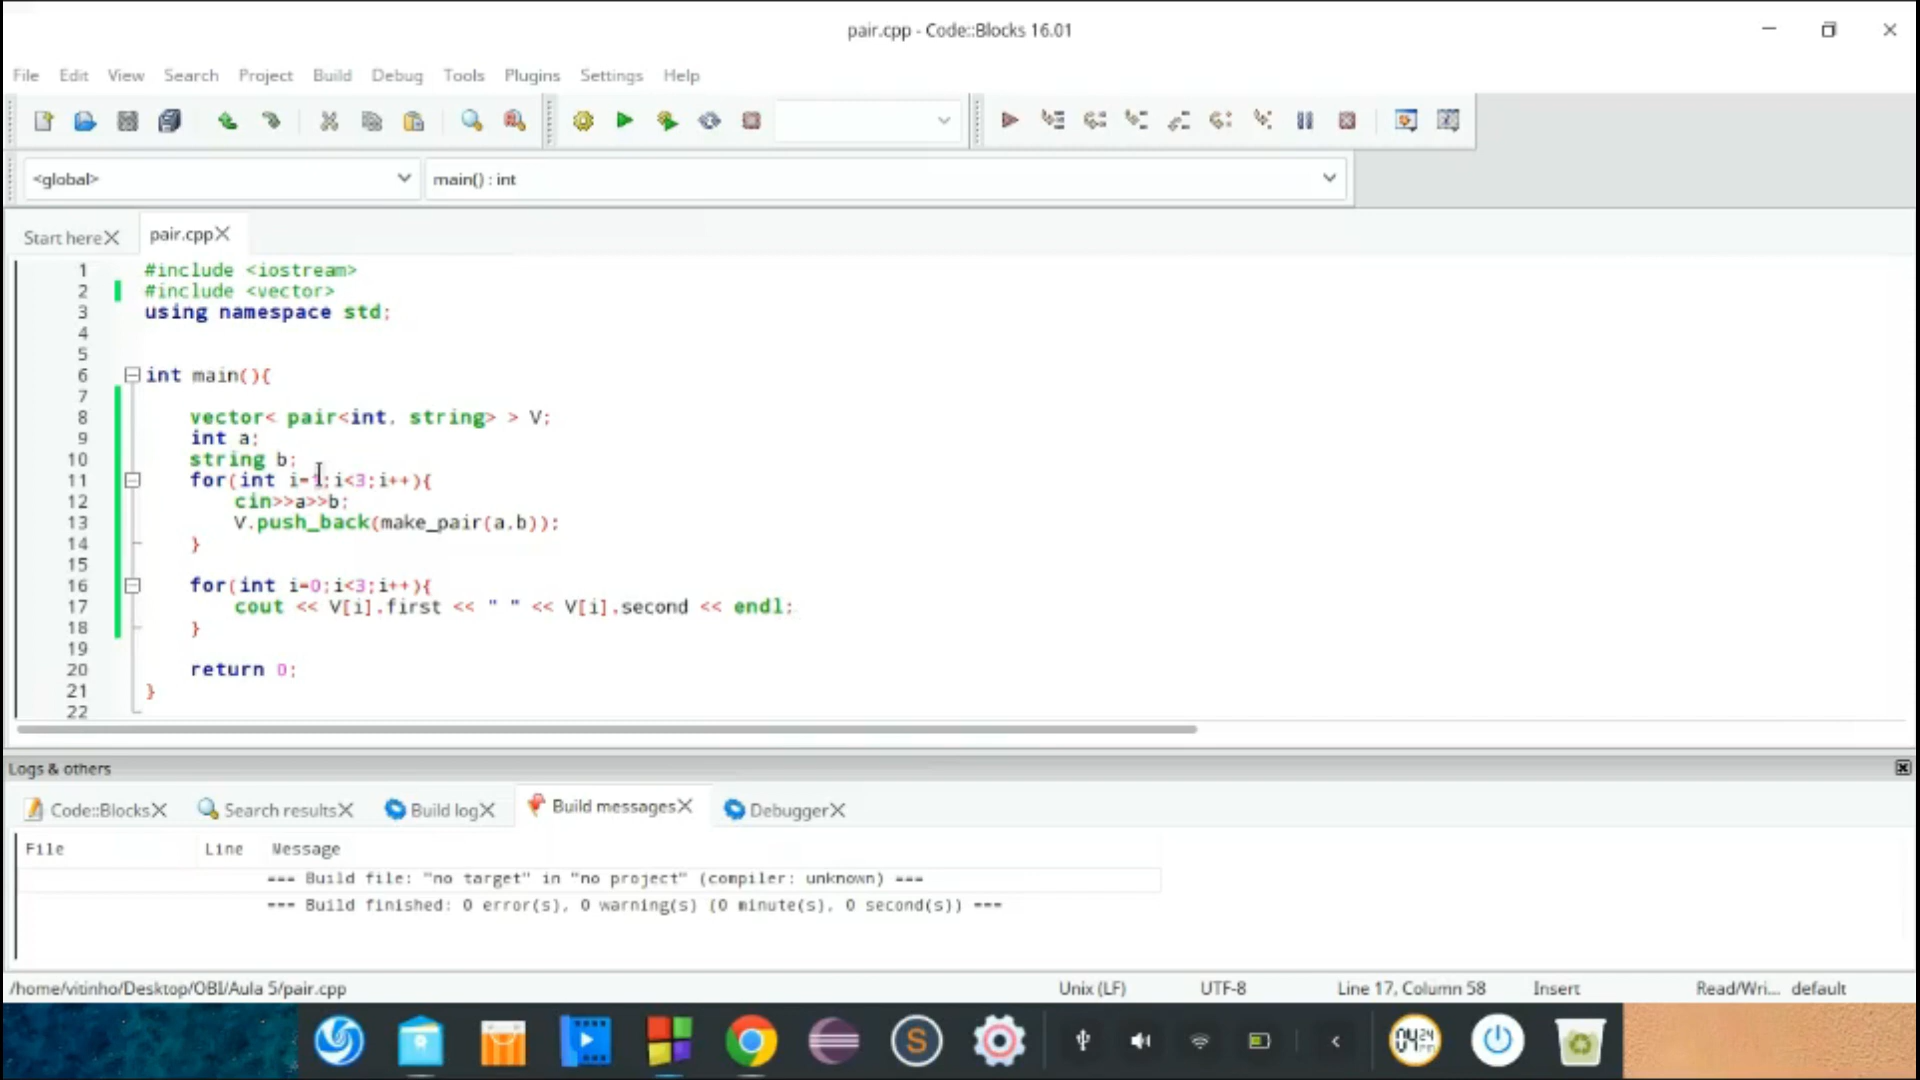 pair.cpp - Code::Blocks 16.01
File Edit View Search Project Build Debug Tools Plugins Settings Help
<global> main() : int
Start here pair.cpp
1 #include <iostream>
2 #include <vector>
3 using namespace std;
4
5
6 int main(){
7
8 vector< pair<int, string> > V;
9 int a;
10 string b;
11 for(int i=1;i<3;i++){
12 cin>>a>>b;
13 V.push_back(make_pair(a,b));
14 }
15
16 for(int i=0;i<3;i++){
17 cout << V[i].first << " " << V[i].second << endl;
18 }
19
20 return 0;
21 }
22
Logs & others
Code::Blocks Search results Build log Build messages Debugger
File Line Message
=== Build file: "no target" in "no project" (compiler: unknown) ===
=== Build finished: 0 error(s), 0 warning(s) (0 minute(s), 0 second(s)) ===
/home/vitinho/Desktop/OBI/Aula 5/pair.cpp Unix (LF) UTF-8 Line 17, Column 58 Insert Read/Wri... default
S 04 24 PM